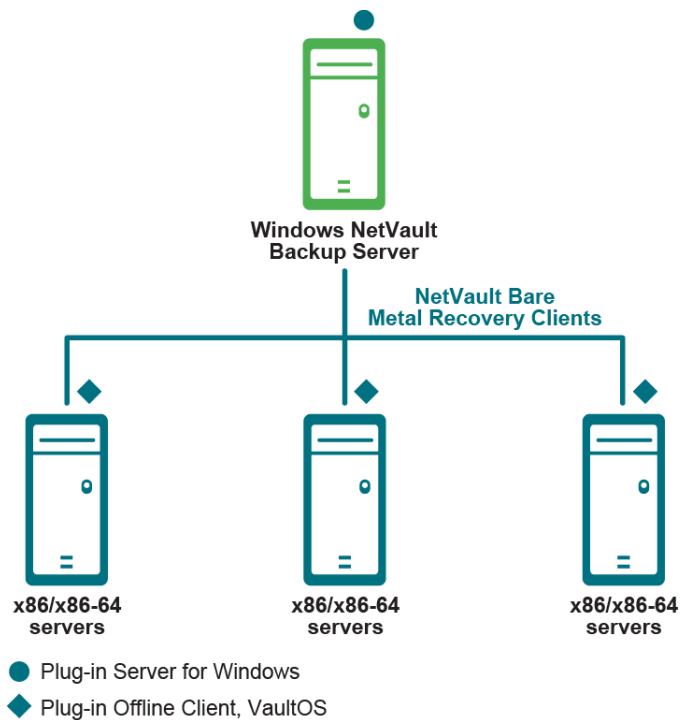 Windows NetVault
Backup Server
NetVault Bare
Metal Recovery Clients
x86/x86-64
servers
x86/x86-64
servers
x86/x86-64
servers
Plug-in Server for Windows
Plug-in Offline Client, VaultOS